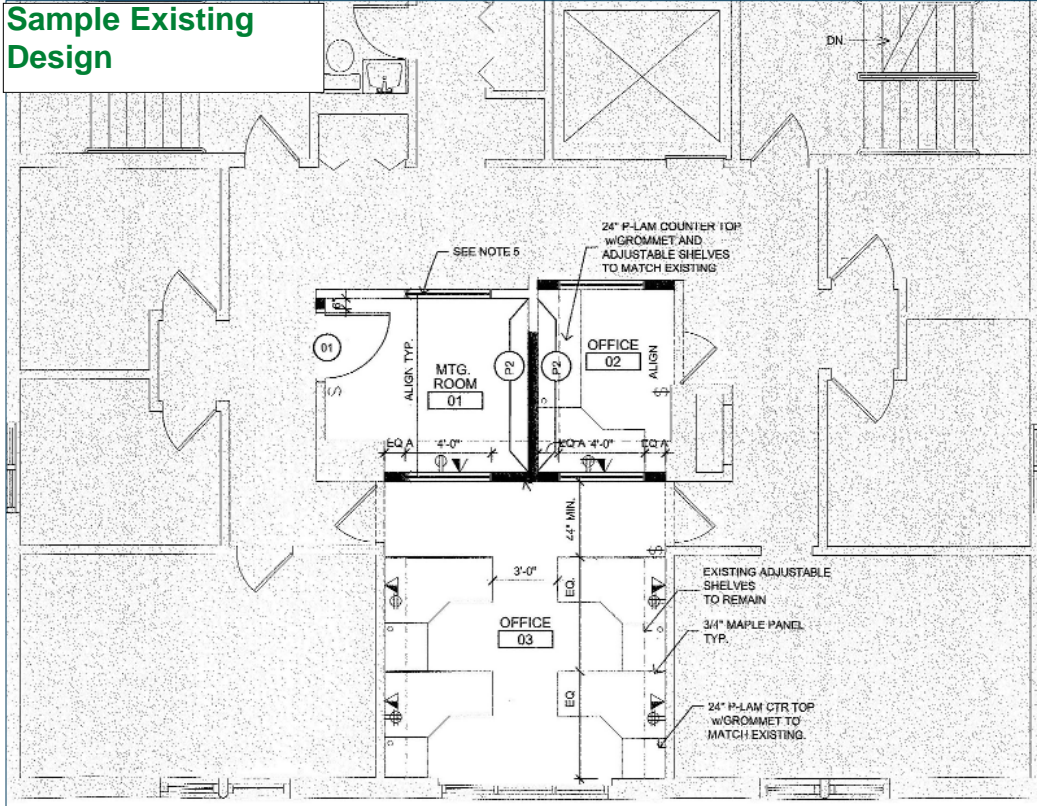 Sample Existing
Design
DN
SEE NOTE 5
24" P-LAM COUNTER TOP
w/GROMMET AND
ADJUSTABLE SHELVES
TO MATCH EXISTING
6"
01
ALIGN TYP.
MTG.
ROOM
01
P2
P2
OFFICE
02
ALIGN
EQ A
4'-0"
EQ A
4'-0"
EQ A
44" MIN.
3'-0"
EQ.
OFFICE
03
EQ
EXISTING ADJUSTABLE
SHELVES
TO REMAIN
3/4" MAPLE PANEL
TYP.
24" P-LAM CTR TOP
w/GROMMET TO
MATCH EXISTING.